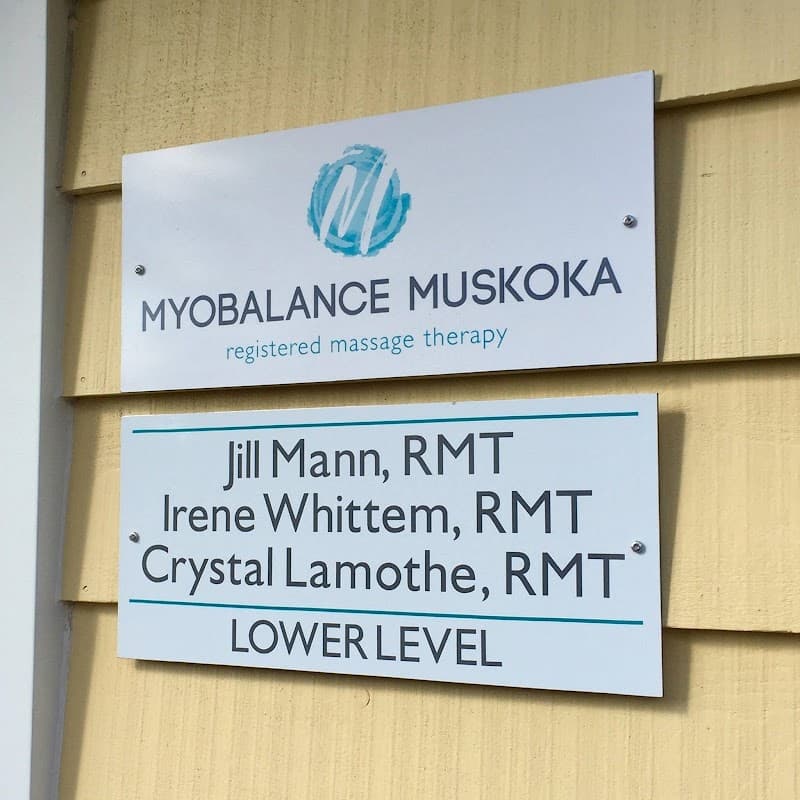 M
MYOBALANCE MUSKOKA
registered massage therapy
Jill Mann, RMT
Irene Whittem, RMT
Crystal Lamothe, RMT
LOWER LEVEL